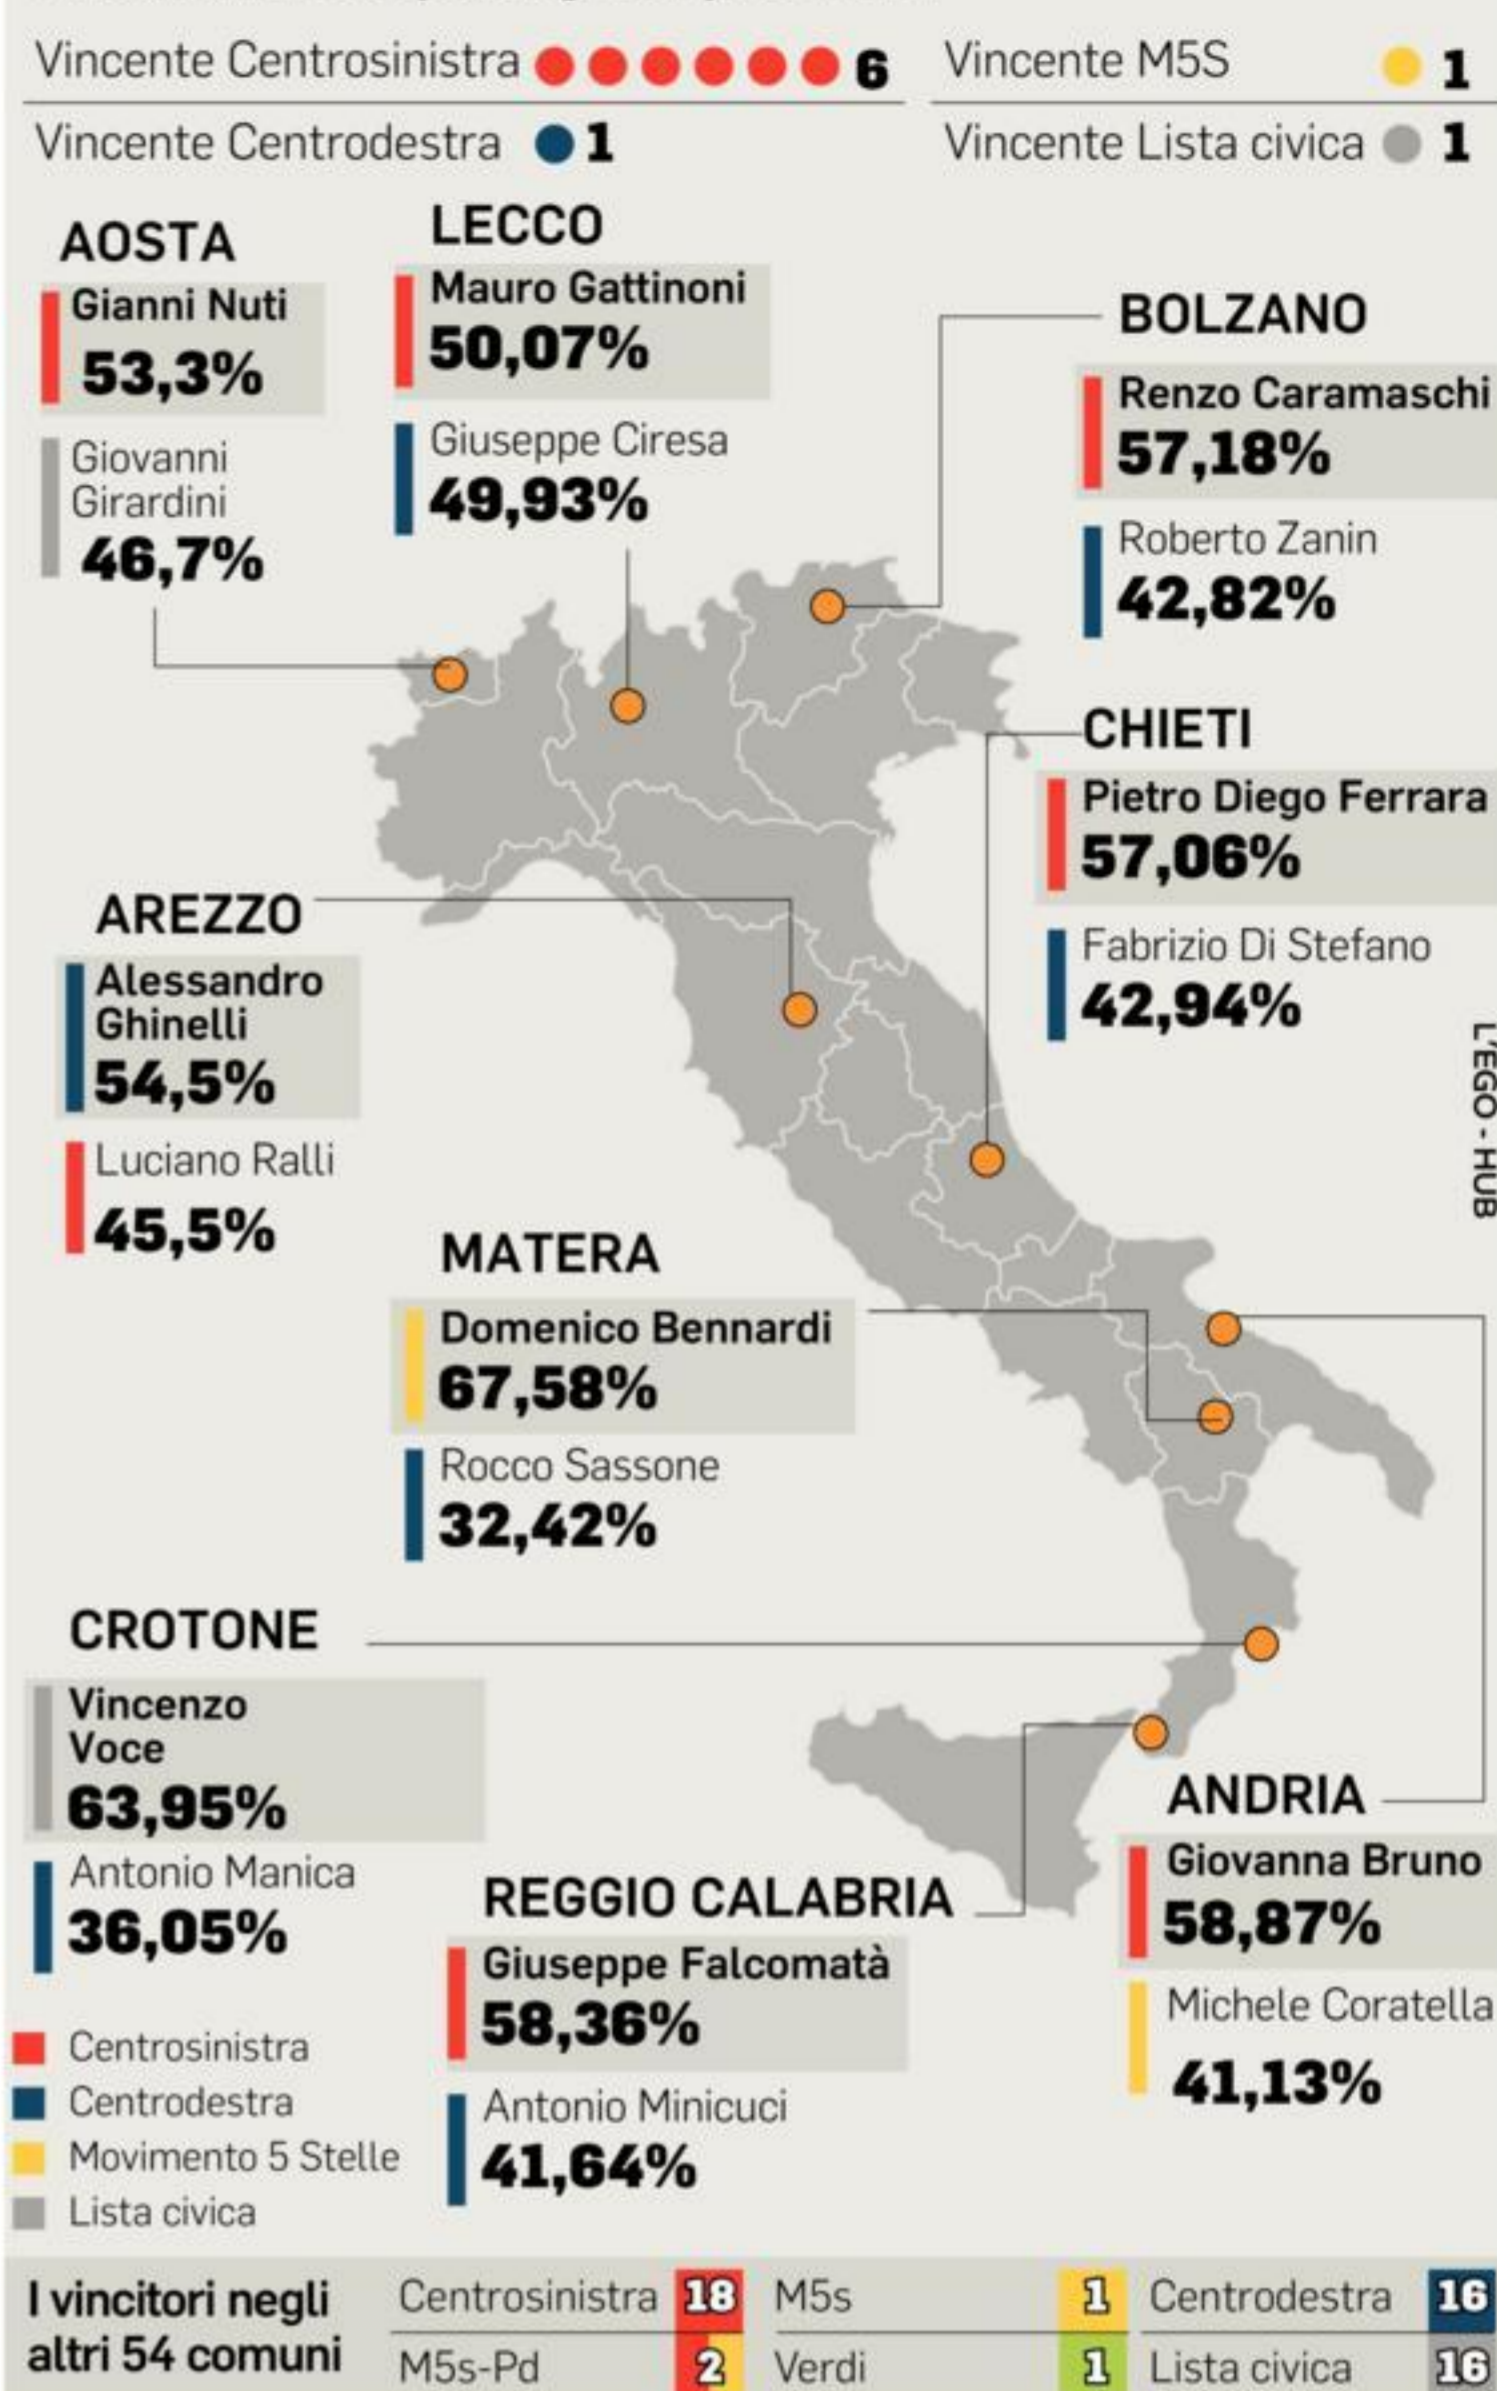 Vincente Centrosinistra 6
Vincente M5S 1
Vincente Centrodestra 1
Vincente Lista civica 1
AOSTA
Gianni Nuti
53,3%
Giovanni
Girardini
46,7%
LECCO
Mauro Gattinoni
50,07%
Giuseppe Ciresa
49,93%
BOLZANO
Renzo Caramaschi
57,18%
Roberto Zanin
42,82%
CHIETI
Pietro Diego Ferrara
57,06%
Fabrizio Di Stefano
42,94%
AREZZO
Alessandro
Ghinelli
54,5%
Luciano Ralli
45,5%
L'EGO - HUB
MATERA
Domenico Bennardi
67,58%
Rocco Sassone
32,42%
CROTONE
Vincenzo
Voce
63,95%
Antonio Manica
36,05%
REGGIO CALABRIA
Giuseppe Falcomatà
58,36%
Antonio Minicuci
41,64%
ANDRIA
Giovanna Bruno
58,87%
Michele Coratella
41,13%
Centrosinistra
Centrodestra
Movimento 5 Stelle
Lista civica
I vincitori negli
altri 54 comuni
Centrosinistra 18
M5s 1
Centrodestra 16
M5s-Pd 2
Verdi 1
Lista civica 16